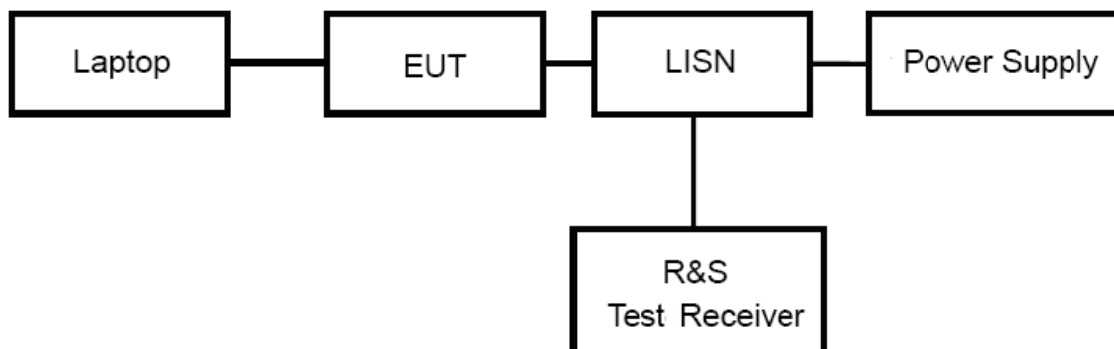 Laptop
EUT
LISN
Power Supply
R&S
Test Receiver